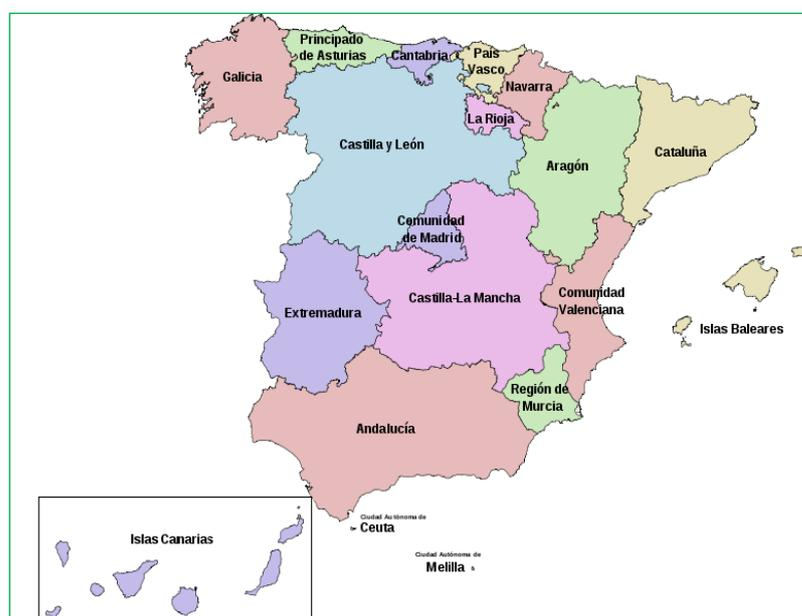 Principado
de Asturias
Cantabria
País
Vasco
Galicia
Navarra
La Rioja
Castilla y León
Cataluña
Aragón
Comunidad
de Madrid
Castilla-La Mancha
Comunidad
Valenciana
Extremadura
Islas Baleares
Región de
Murcia
Andalucía
Ciudad Autónoma de
Ceuta
Islas Canarias
Ciudad Autónoma de
Melilla